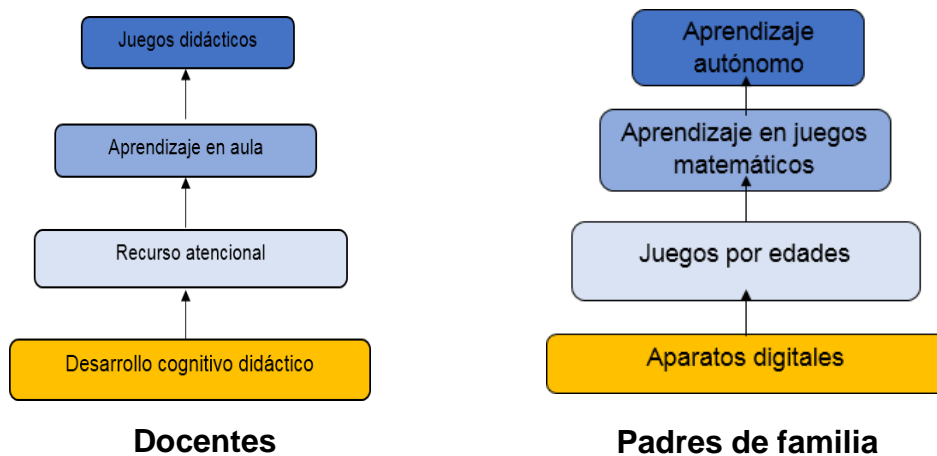 Juegos didácticos
Aprendizaje en aula
Recurso atencional
Desarrollo cognitivo didáctico
Docentes
Aprendizaje
autónomo
Aprendizaje en juegos
matemáticos
Juegos por edades
Aparatos digitales
Padres de familia